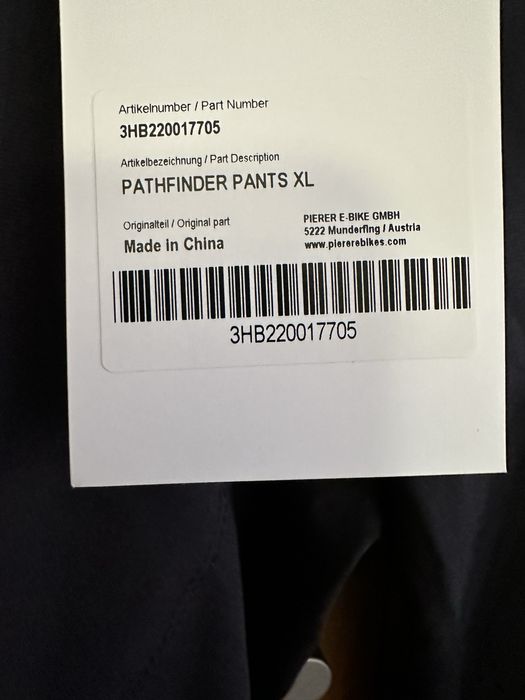 Artikelnumber / Part Number
3HB220017705
Artikelbezeichnung / Part Description
PATHFINDER PANTS XL
Originalteil / Original part
Made in China
PIERER E-BIKE GMBH
5222 Munderfing / Austria
www.piererebikes.com
3HB220017705